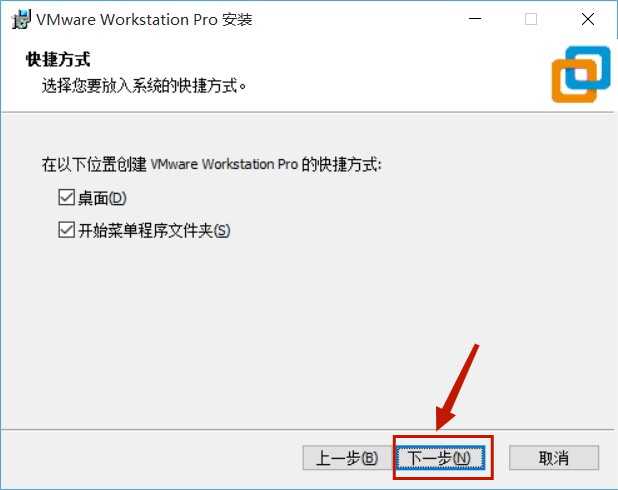 VMware Workstation Pro 安装
快捷方式
选择您要放入系统的快捷方式。
在以下位置创建 VMware Workstation Pro 的快捷方式:
桌面(D)
开始菜单程序文件夹(S)
上一步(B) 下一步(N) 取消